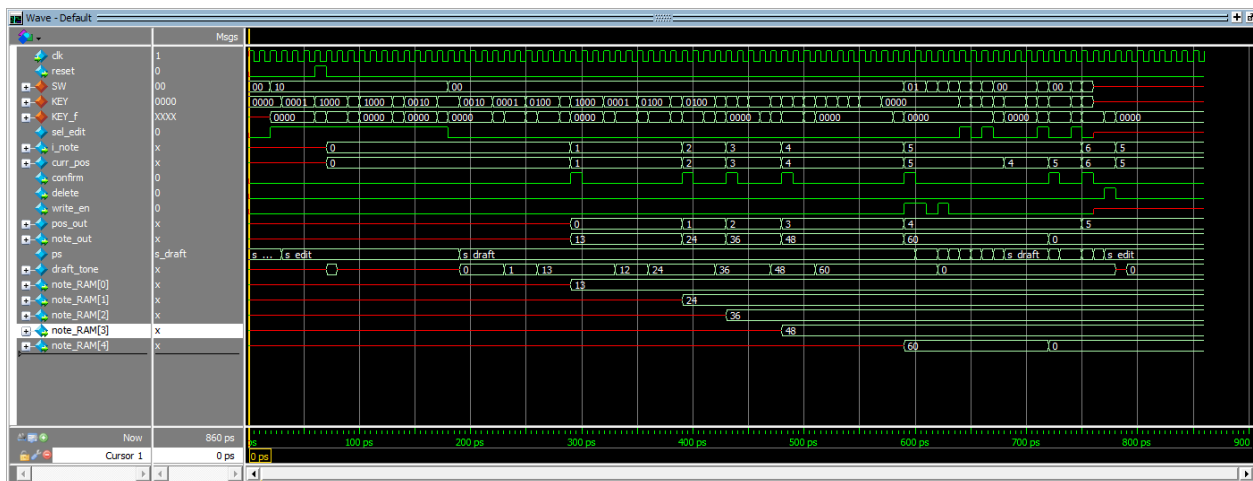 Wave - Default
Msgs
clk 1
reset 0
SW 00 00 10 00 01 00 00
KEY 0000 0000 0001 1000 1000 0010 0010 0001 0100 1000 0001 0100 0100 0000
KEY_f XXXX 0000 0000 0000 0000 0000 0000 0000 0000 0000 0000
sel_edit 0
i_note x 0 1 2 3 4 5 6 5
curr_pos x 0 1 2 3 4 5 4 5 6 5
confirm 0
delete 0
write_en 0
pos_out x 0 1 2 3 4 5
note_out x 13 24 36 48 60 0
ps s_draft s ... s_edit s_draft s_draft s_edit
draft_tone x 0 1 13 12 24 36 48 60 0 0
note_RAM[0] x 13
note_RAM[1] x 24
note_RAM[2] x 36
note_RAM[3] x 48
note_RAM[4] x 60 0
Now 860 ps ps 100 ps 200 ps 300 ps 400 ps 500 ps 600 ps 700 ps 800 ps 900
Cursor 1 0 ps 0 ps